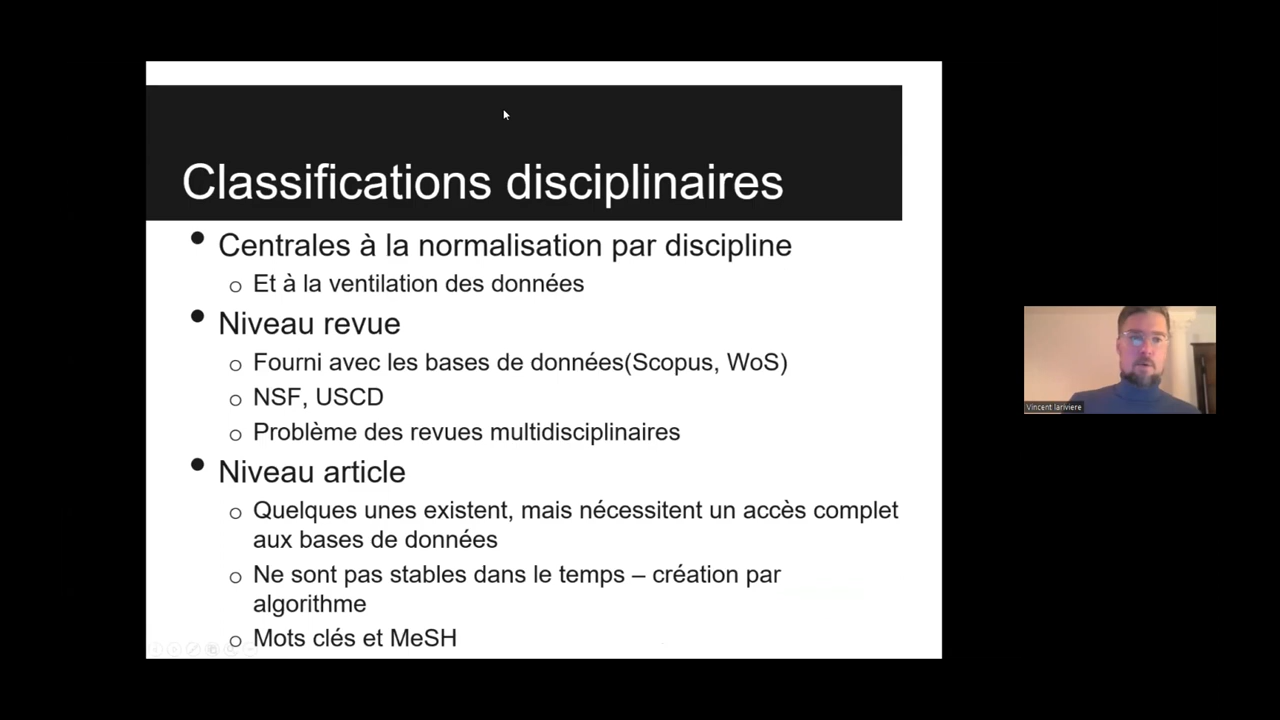 Classifications disciplinaires
• Centrales à la normalisation par discipline
o Et à la ventilation des données
• Niveau revue
o Fourni avec les bases de données(Scopus, WoS)
o NSF, USCD
o Problème des revues multidisciplinaires
• Niveau article
o Quelques unes existent, mais nécessitent un accès complet
aux bases de données
o Ne sont pas stables dans le temps – création par
algorithme
o Mots clés et MeSH
Vincent lariviere